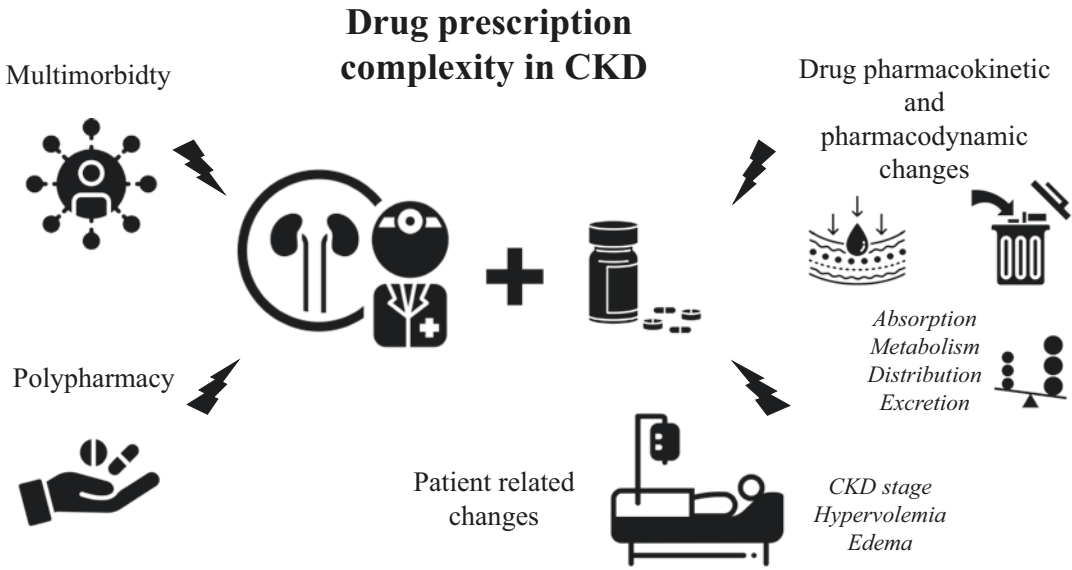 Drug prescription
complexity in CKD
Multimorbidty
Drug pharmacokinetic
and
pharmacodynamic
changes
Absorption
Metabolism
Distribution
Excretion
Polypharmacy
Patient related
changes
CKD stage
Hypervolemia
Edema